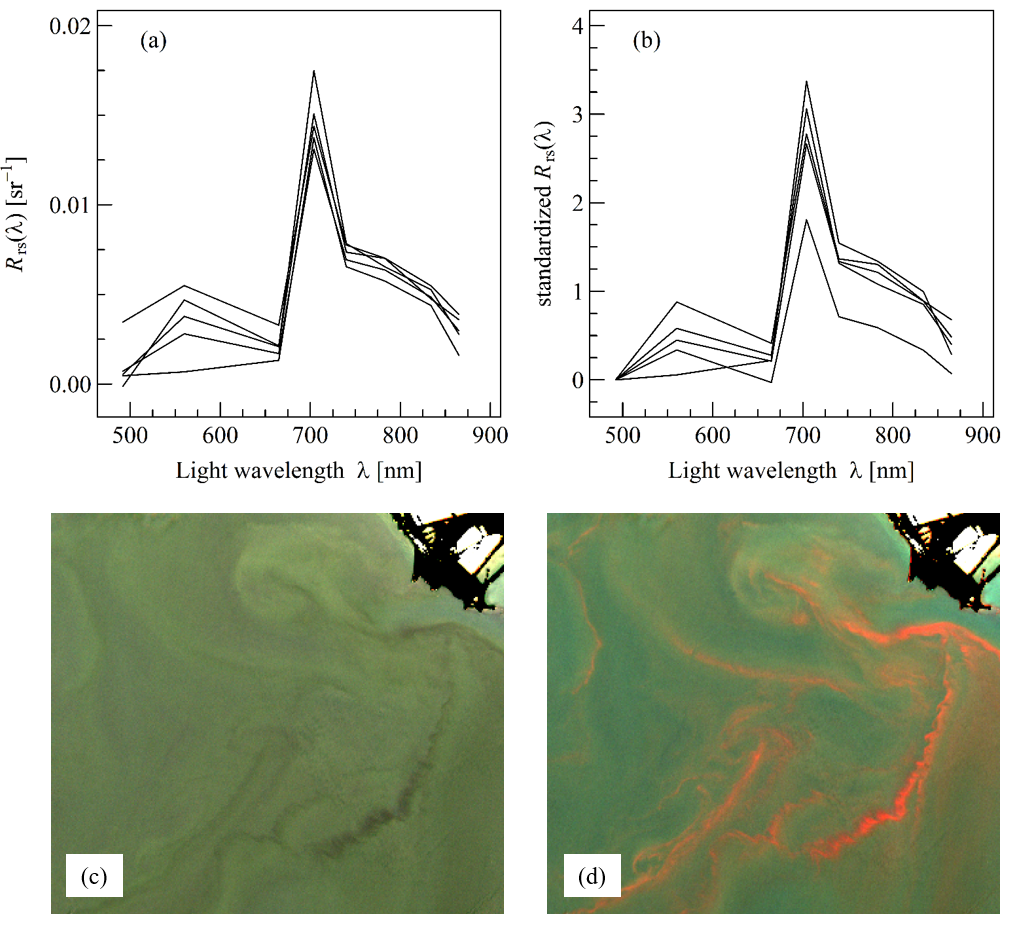 (a)
0.02
0.01
0.00
R_rs(λ) [sr⁻¹]
500 600 700 800 900
Light wavelength λ [nm]
(b)
4
3
2
1
0
standardized R_rs(λ)
500 600 700 800 900
Light wavelength λ [nm]
(c)
(d)